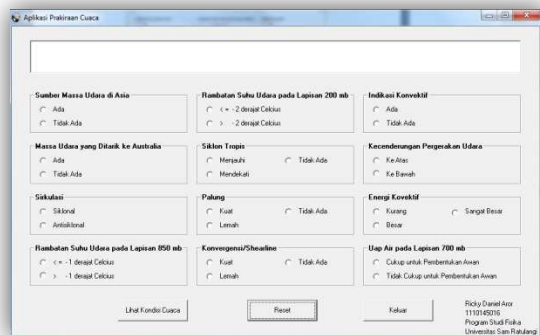 Aplikasi Prakiraan Cuaca
Sumber Massa Udara di Asia
Ada
Tidak Ada
Rambatan Suhu Udara pada Lapisan 200 mb
< = - 2 derajat Celcius
> - 2 derajat Celcius
Indikasi Konvektif
Ada
Tidak Ada
Massa Udara yang Ditarik ke Australia
Ada
Tidak Ada
Siklon Tropis
Menjauhi Tidak Ada
Mendekati
Kecenderungan Pergerakan Udara
Ke Atas
Ke Bawah
Sirkulasi
Siklonal
Antisiklonal
Palung
Kuat Tidak Ada
Lemah
Energi Kovektif
Kurang Sangat Besar
Besar
Rambatan Suhu Udara pada Lapisan 850 mb
< = - 1 derajat Celcius
> - 1 derajat Celcius
Konvergensi/Shearline
Kuat Tidak Ada
Lemah
Uap Air pada Lapisan 700 mb
Cukup untuk Pembentukan Awan
Tidak Cukup untuk Pembentukan Awan
Lihat Kondisi Cuaca
Reset
Keluar
Ricky Daniel Aror
1110145016
Program Studi Fisika
Universitas Sam Ratulangi